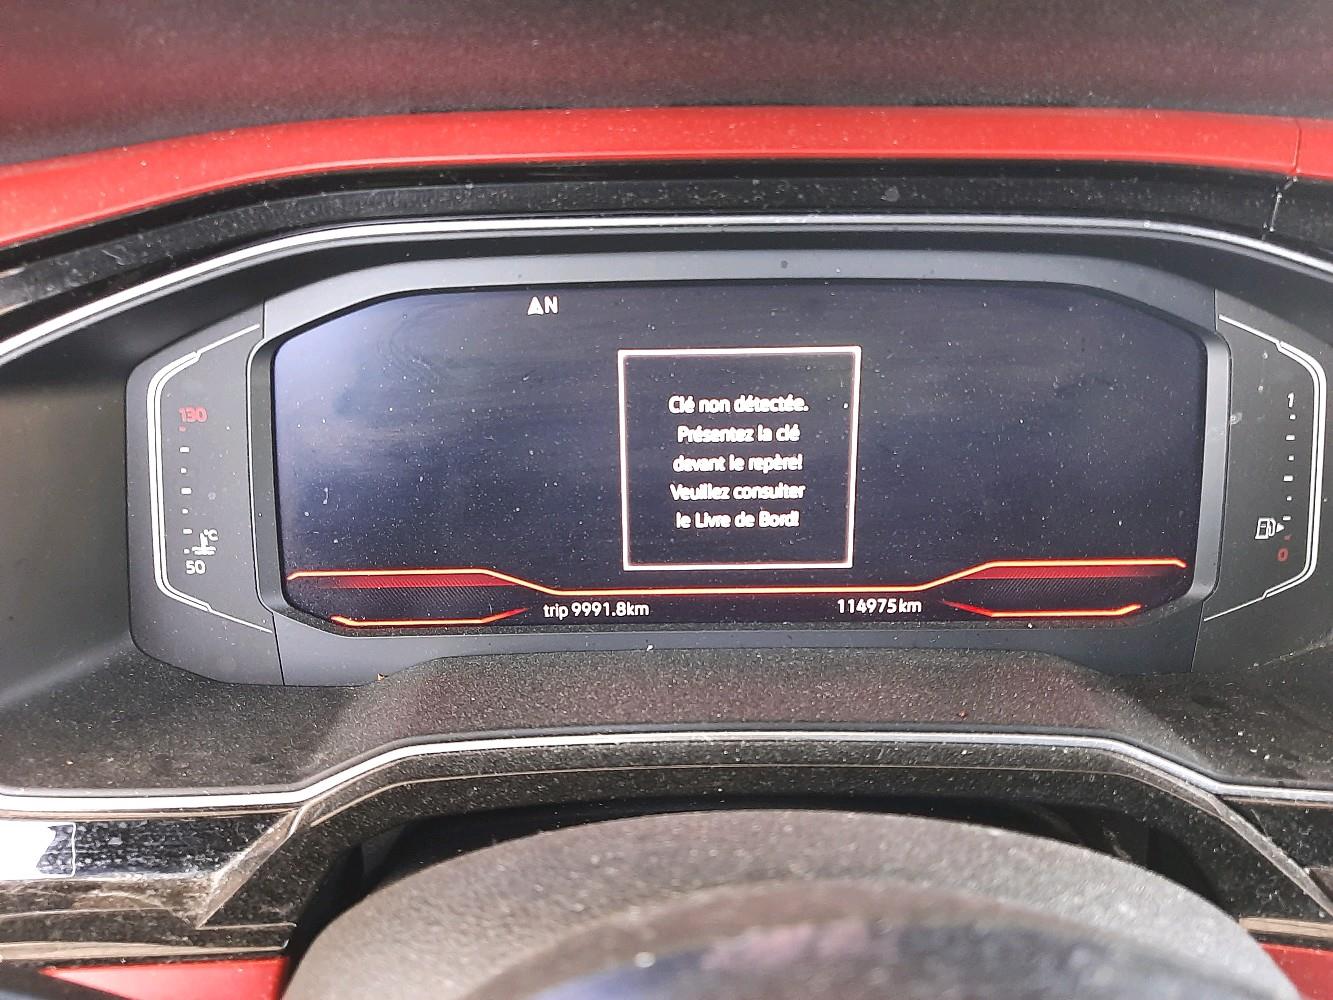 N
130
Clé non détectée.
Présentez la clé
devant le repère!
Veuillez consulter
le Livre de Bord!
1
°C
50
0
trip 9991.8km
114975km